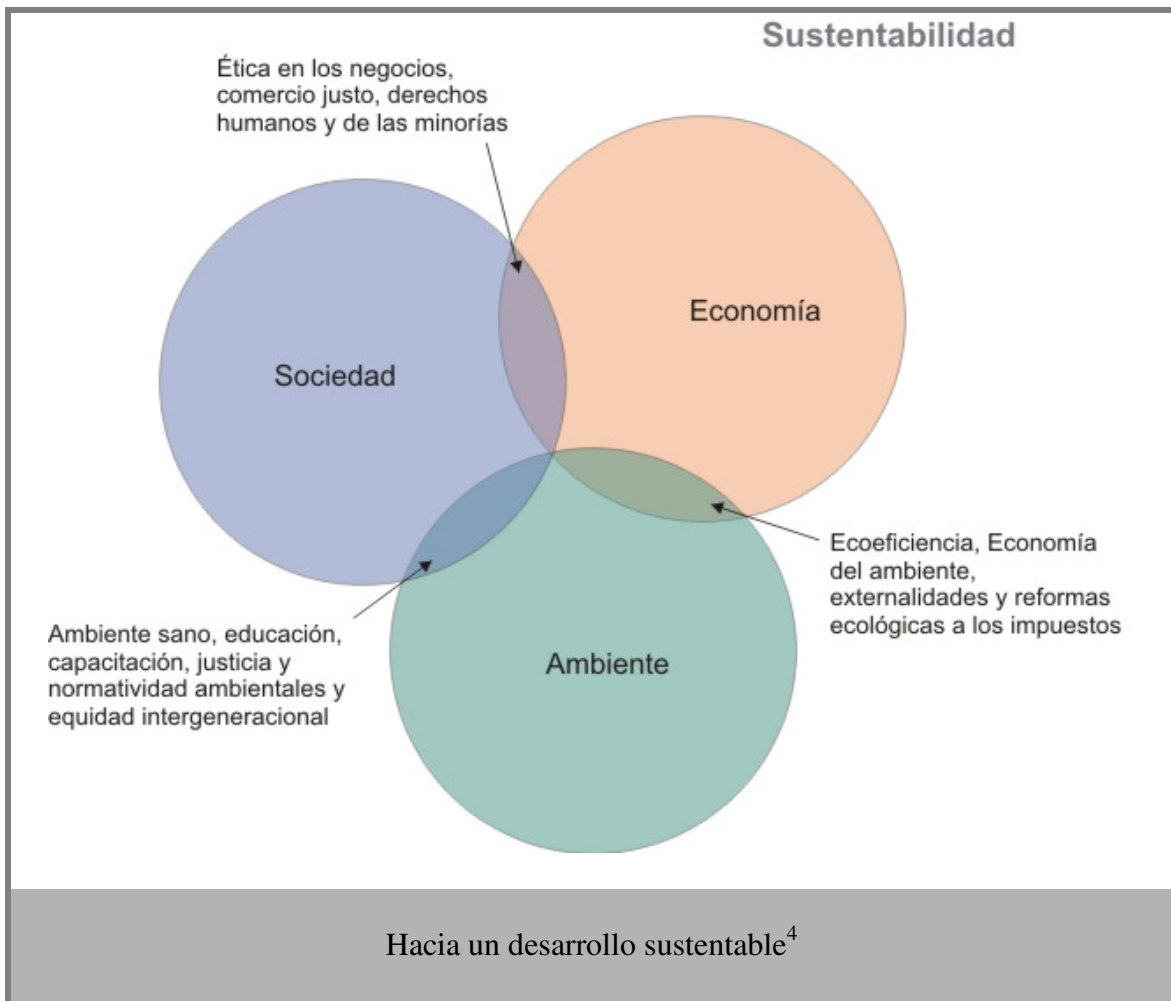 Sustentabilidad
Ética en los negocios,
comercio justo, derechos
humanos y de las minorías
Economía
Sociedad
Ecoeficiencia, Economía
del ambiente,
externalidades y reformas
ecológicas a los impuestos
Ambiente sano, educación,
capacitación, justicia y
normatividad ambientales y
equidad intergeneracional
Ambiente
Hacia un desarrollo sustentable⁴